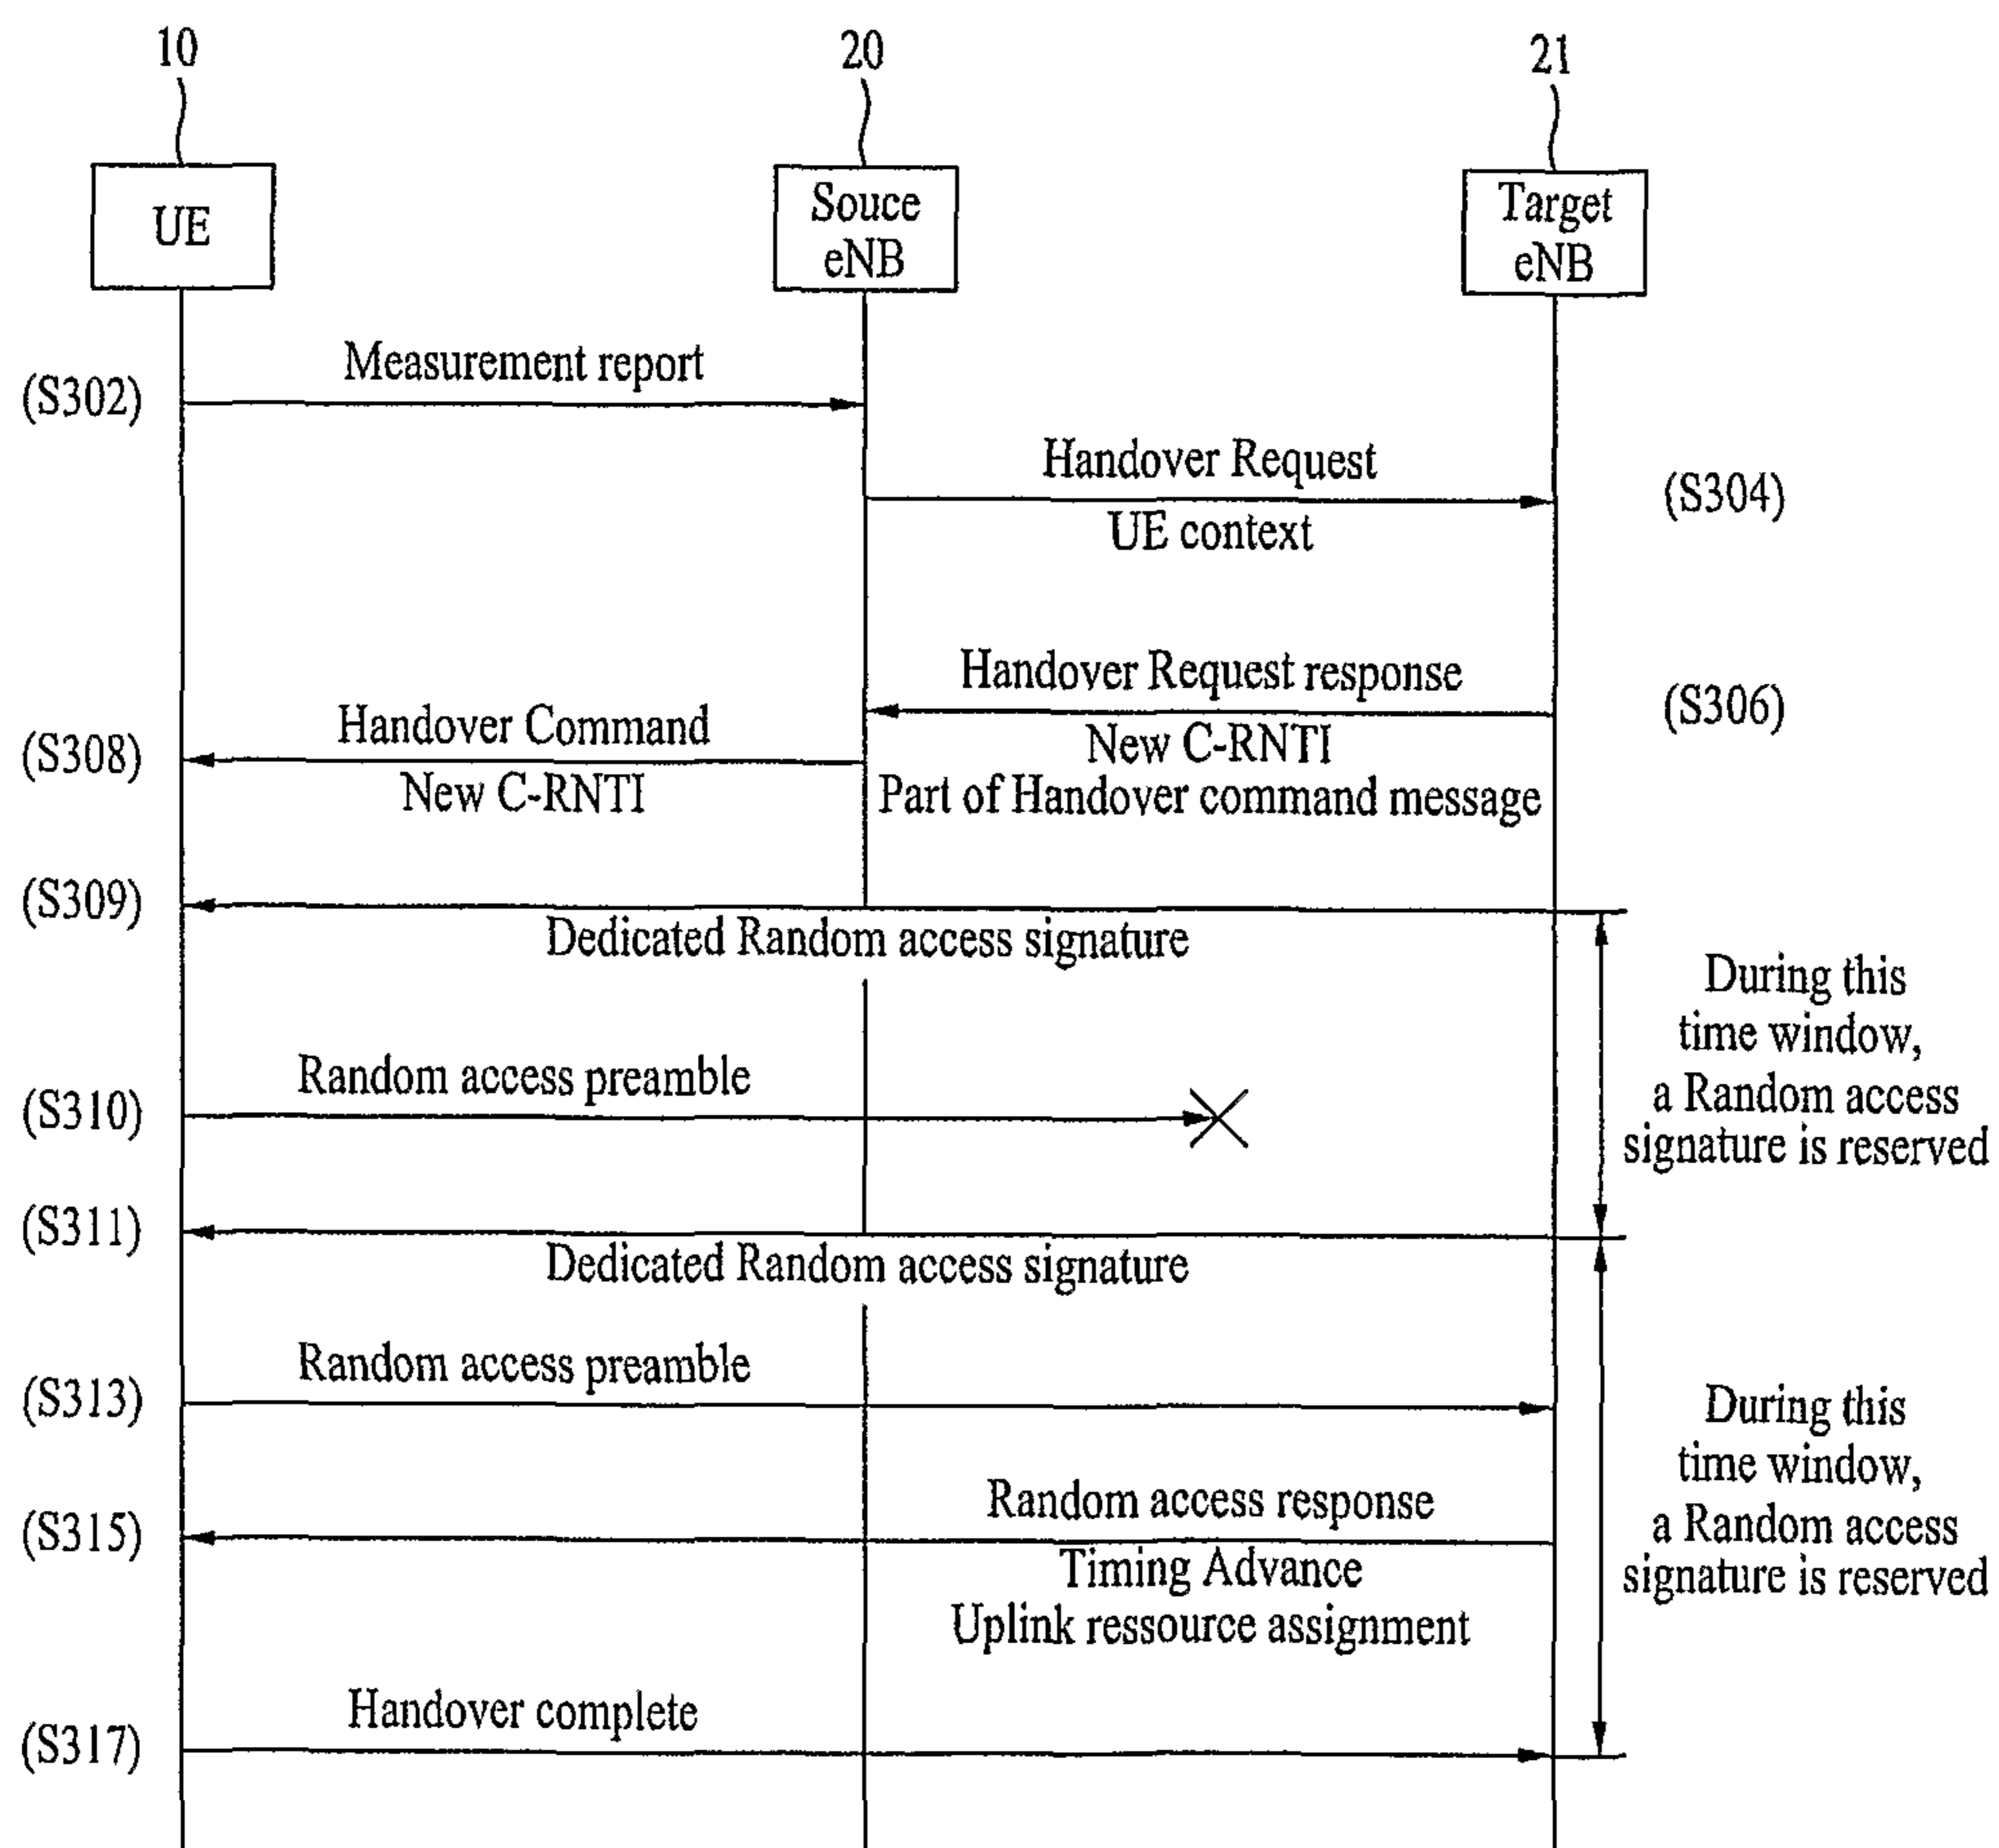 10
20
21
UE
Souce
eNB
Target
eNB
(S302)
Measurement report
Handover Request
UE context
(S304)
Handover Request response
New C-RNTI
Part of Handover command message
(S306)
(S308)
Handover Command
New C-RNTI
(S309)
Dedicated Random access signature
During this
time window,
a Random access
signature is reserved
(S310)
Random access preamble
(S311)
Dedicated Random access signature
(S313)
Random access preamble
During this
time window,
a Random access
signature is reserved
(S315)
Random access response
Timing Advance
Uplink ressource assignment
(S317)
Handover complete